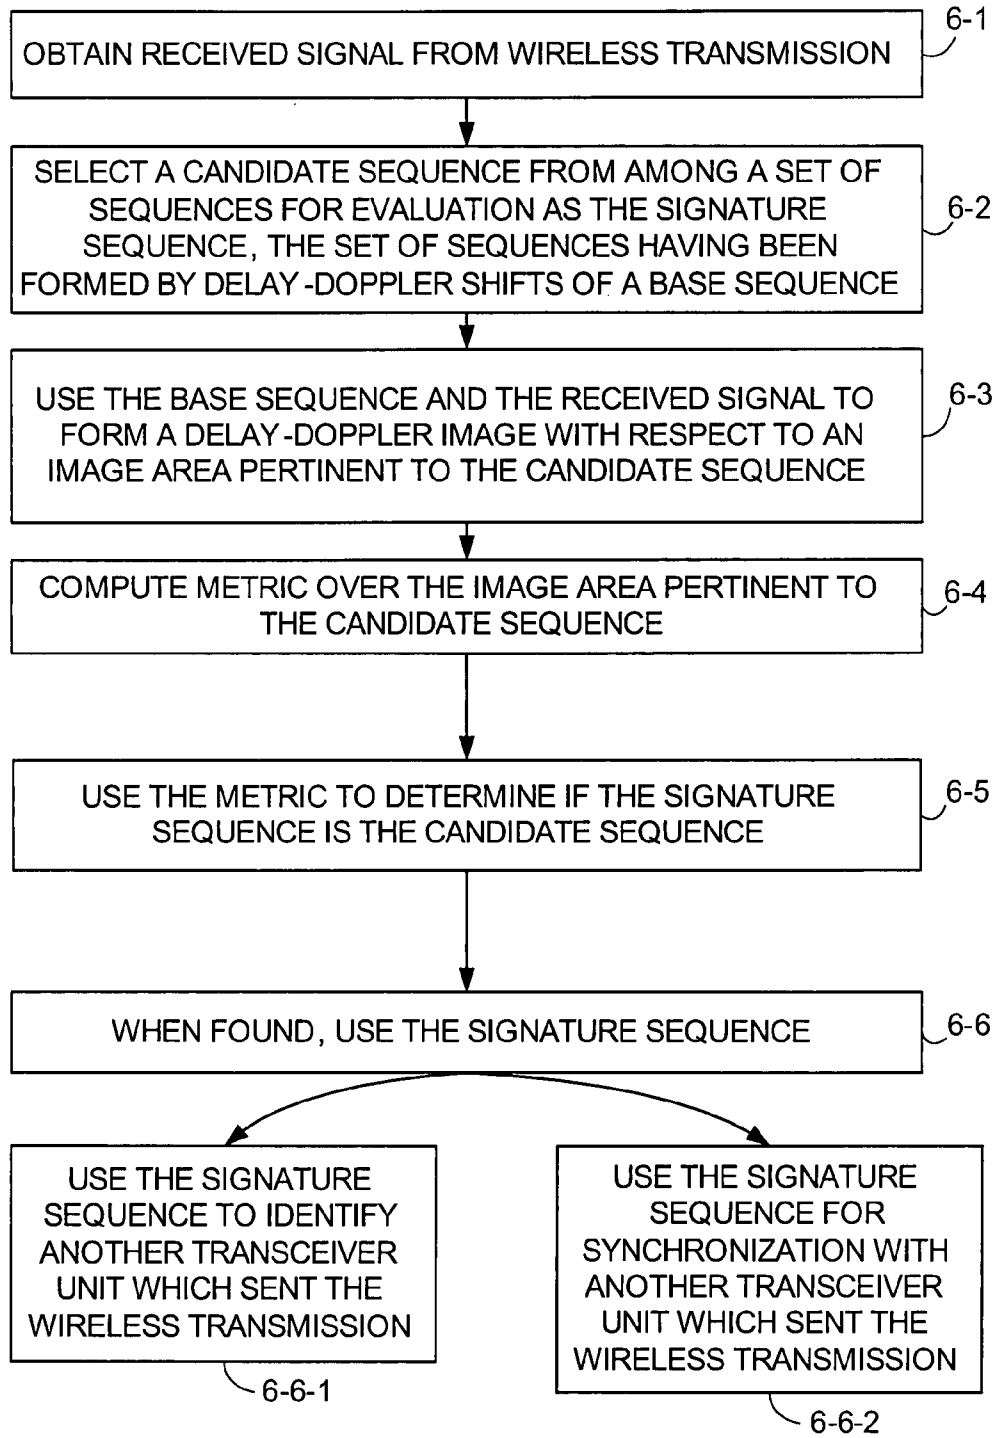 6-1
OBTAIN RECEIVED SIGNAL FROM WIRELESS TRANSMISSION
SELECT A CANDIDATE SEQUENCE FROM AMONG A SET OF
SEQUENCES FOR EVALUATION AS THE SIGNATURE
SEQUENCE, THE SET OF SEQUENCES HAVING BEEN
FORMED BY DELAY-DOPPLER SHIFTS OF A BASE SEQUENCE
6-2
USE THE BASE SEQUENCE AND THE RECEIVED SIGNAL TO
FORM A DELAY-DOPPLER IMAGE WITH RESPECT TO AN
IMAGE AREA PERTINENT TO THE CANDIDATE SEQUENCE
6-3
COMPUTE METRIC OVER THE IMAGE AREA PERTINENT TO
THE CANDIDATE SEQUENCE
6-4
USE THE METRIC TO DETERMINE IF THE SIGNATURE
SEQUENCE IS THE CANDIDATE SEQUENCE
6-5
WHEN FOUND, USE THE SIGNATURE SEQUENCE
6-6
USE THE SIGNATURE
SEQUENCE TO IDENTIFY
ANOTHER TRANSCEIVER
UNIT WHICH SENT THE
WIRELESS TRANSMISSION
6-6-1
USE THE SIGNATURE
SEQUENCE FOR
SYNCHRONIZATION WITH
ANOTHER TRANSCEIVER
UNIT WHICH SENT THE
WIRELESS TRANSMISSION
6-6-2